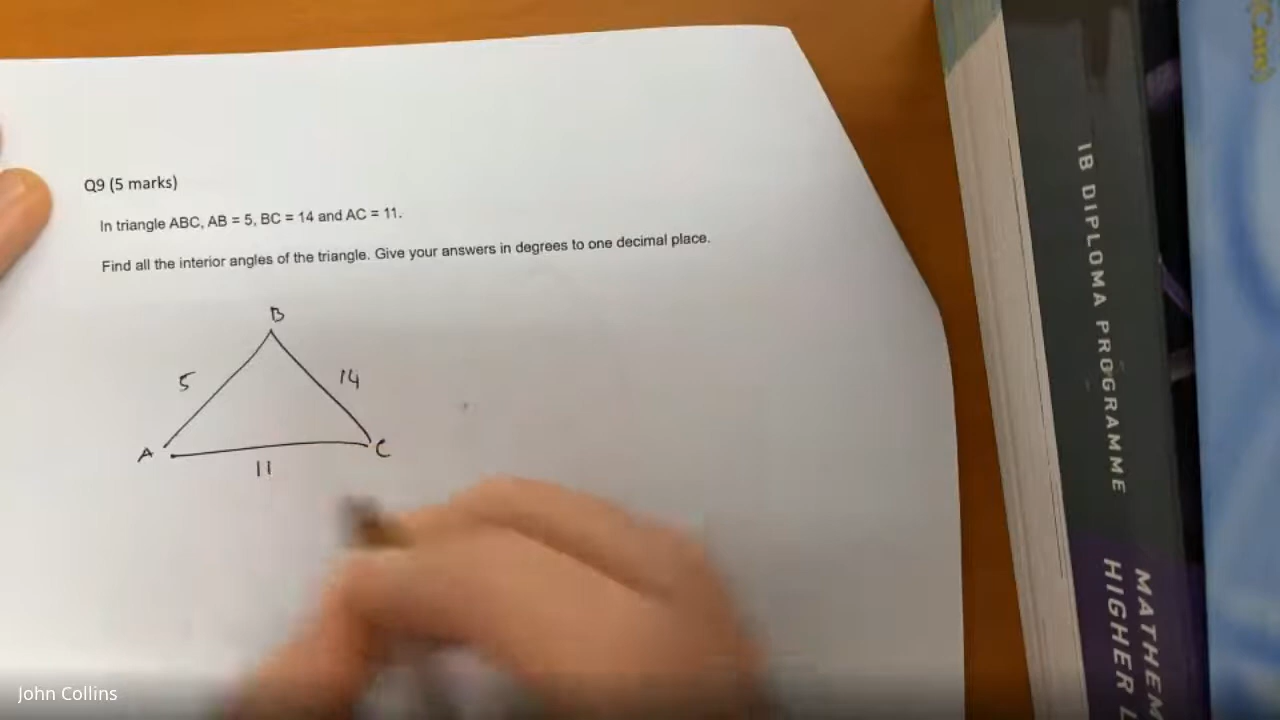 Q9 (5 marks)
In triangle ABC, AB = 5, BC = 14 and AC = 11.
Find all the interior angles of the triangle. Give your answers in degrees to one decimal place.
B
5
14
A
C
11
IB DIPLOMA PROGRAMME
MATHEM
HIGHER L
(Core)
John Collins